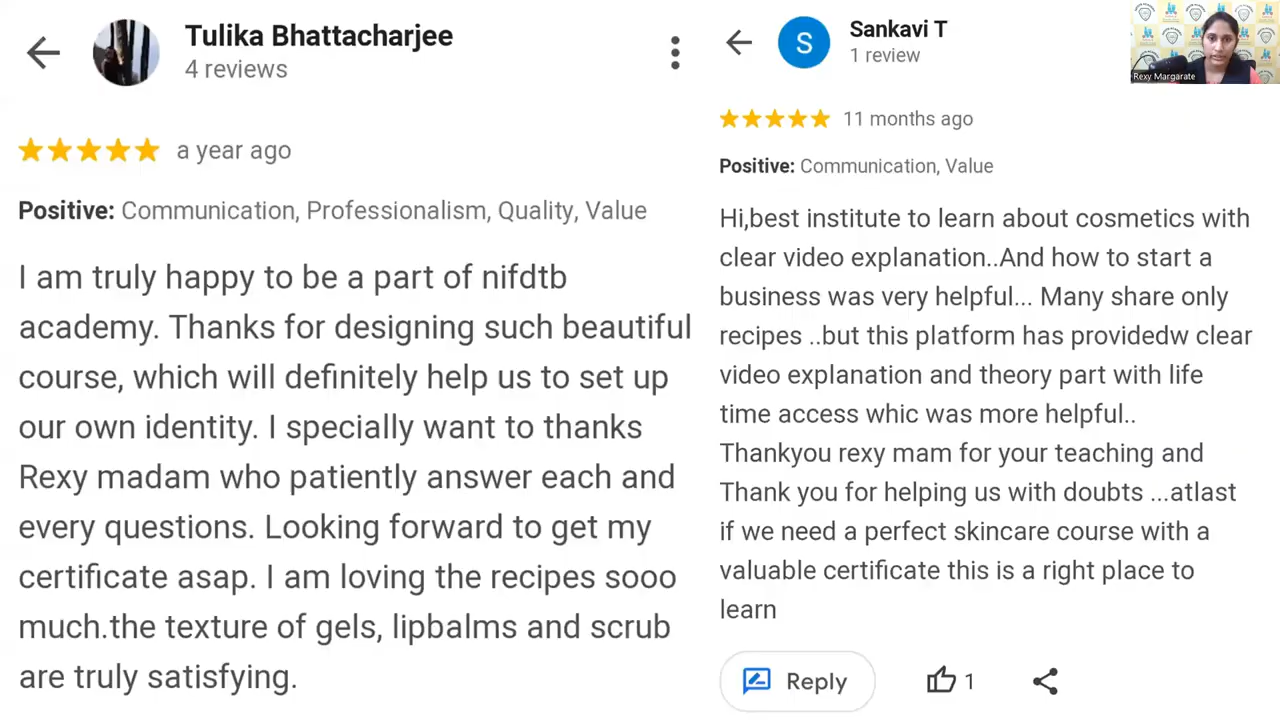 Tulika Bhattacharjee
4 reviews
a year ago
Positive: Communication, Professionalism, Quality, Value
I am truly happy to be a part of nifdtb
academy. Thanks for designing such beautiful
course, which will definitely help us to set up
our own identity. I specially want to thanks
Rexy madam who patiently answer each and
every questions. Looking forward to get my
certificate asap. I am loving the recipes sooo
much.the texture of gels, lipbalms and scrub
are truly satisfying.
S
Sankavi T
1 review
11 months ago
Positive: Communication, Value
Hi,best institute to learn about cosmetics with
clear video explanation..And how to start a
business was very helpful... Many share only
recipes ..but this platform has providedw clear
video explanation and theory part with life
time access whic was more helpful..
Thankyou rexy mam for your teaching and
Thank you for helping us with doubts ...atlast
if we need a perfect skincare course with a
valuable certificate this is a right place to
learn
Reply
1
Rexy Margarate